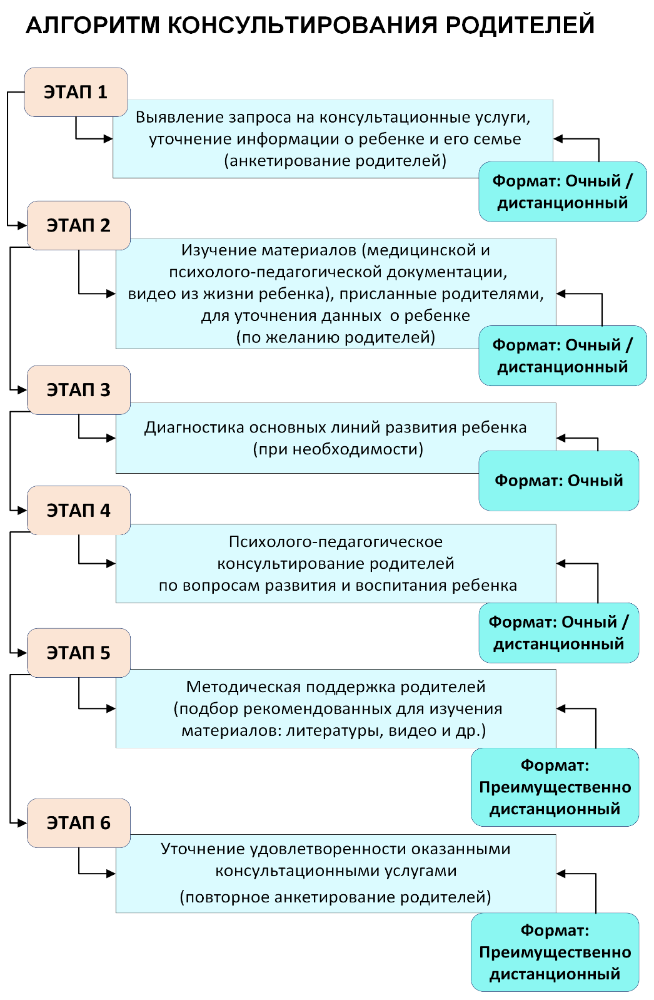 АЛГОРИТМ КОНСУЛЬТИРОВАНИЯ РОДИТЕЛЕЙ
ЭТАП 1
Выявление запроса на консультационные услуги,
уточнение информации о ребенке и его семье
(анкетирование родителей)
Формат: Очный /
дистанционный
ЭТАП 2
Изучение материалов (медицинской и
психолого-педагогической документации,
видео из жизни ребенка), присланные родителями,
для уточнения данных о ребенке
(по желанию родителей)
Формат: Очный /
дистанционный
ЭТАП 3
Диагностика основных линий развития ребенка
(при необходимости)
Формат: Очный
ЭТАП 4
Психолого-педагогическое
консультирование родителей
по вопросам развития и воспитания ребенка
Формат: Очный /
дистанционный
ЭТАП 5
Методическая поддержка родителей
(подбор рекомендованных для изучения
материалов: литературы, видео и др.)
Формат:
Преимущественно
дистанционный
ЭТАП 6
Уточнение удовлетворенности оказанными
консультационными услугами
(повторное анкетирование родителей)
Формат:
Преимущественно
дистанционный